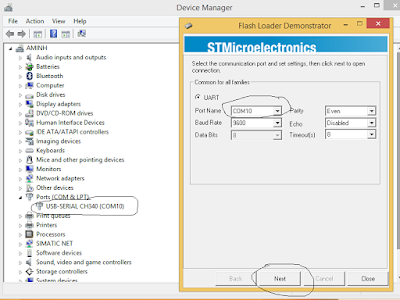 Device Manager
File Action View Help
AMINH
Audio inputs and outputs
Batteries
Bluetooth
Computer
Disk drives
Display adapters
DVD/CD-ROM drives
Human Interface Devices
IDE ATA/ATAPI controllers
Imaging devices
Keyboards
Mice and other pointing devices
Monitors
Network adapters
Other devices
Ports (COM & LPT)
USB-SERIAL CH340 (COM10)
Print queues
Printers
Processors
SIMATIC NET
Software devices
Sound, video and game controllers
Storage controllers
System devices
Flash Loader Demonstrator
STMicroelectronics
Select the communication port and set settings, then click next to open
connection.
Common for all families
UART
Port Name COM10 Parity Even
Baud Rate 9600 Echo Disabled
Data Bits 8 Timeout(s) 8
Back Next Cancel Close